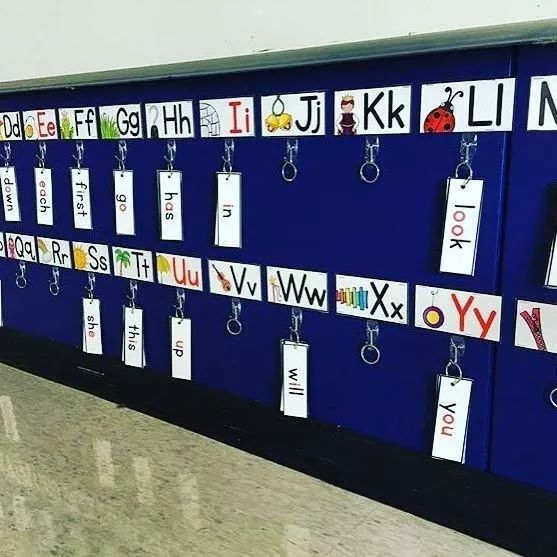 Dd Ee Ff Gg Hh Ii Jj Kk Ll
down each first go has in look
Qq Rr Ss Tt Uu Vv Ww Xx Yy
she this up will you